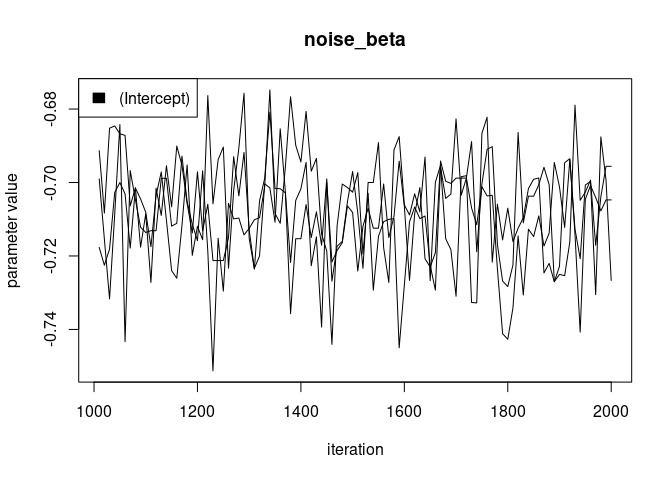 noise_beta
(Intercept)
-0.68
-0.70
-0.72
-0.74
parameter value
1000 1200 1400 1600 1800 2000
iteration